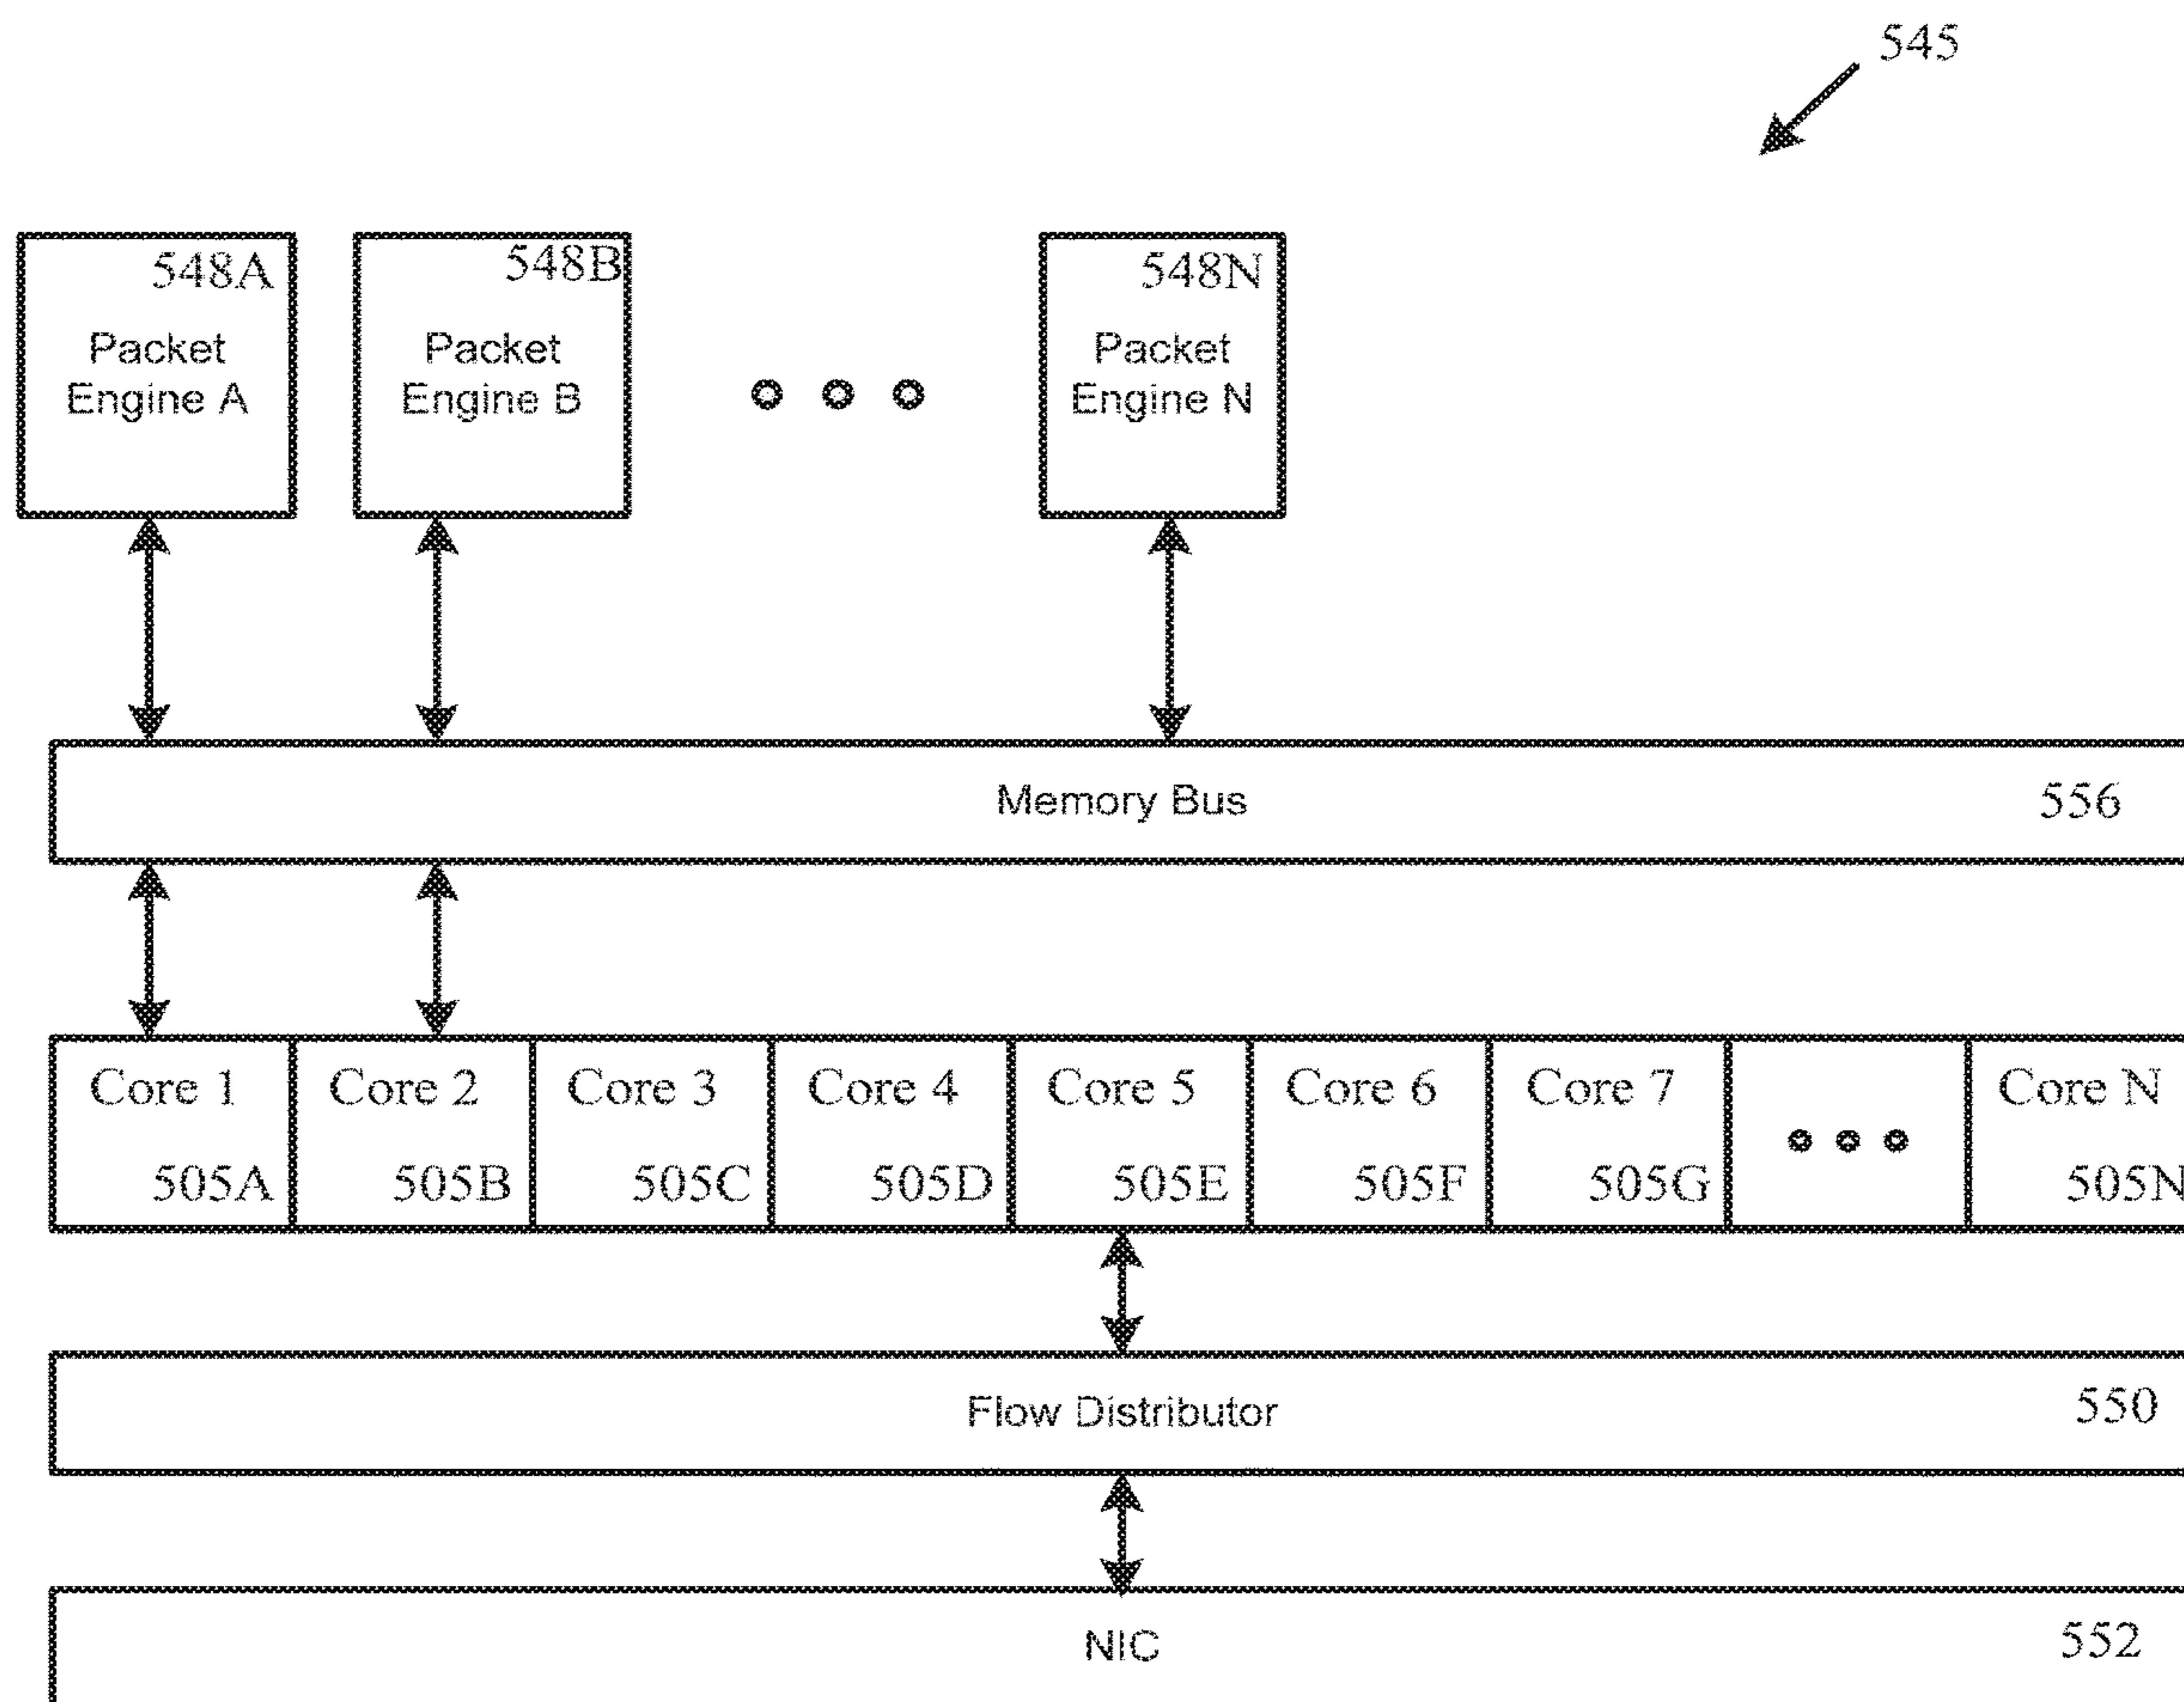 545
548A
Packet
Engine A
548B
Packet
Engine B
548N
Packet
Engine N
Memory Bus 556
Core 1 Core 2 Core 3 Core 4 Core 5 Core 6 Core 7 Core N
505A 505B 505C 505D 505E 505F 505G 505N
Flow Distributor 550
NIC 552